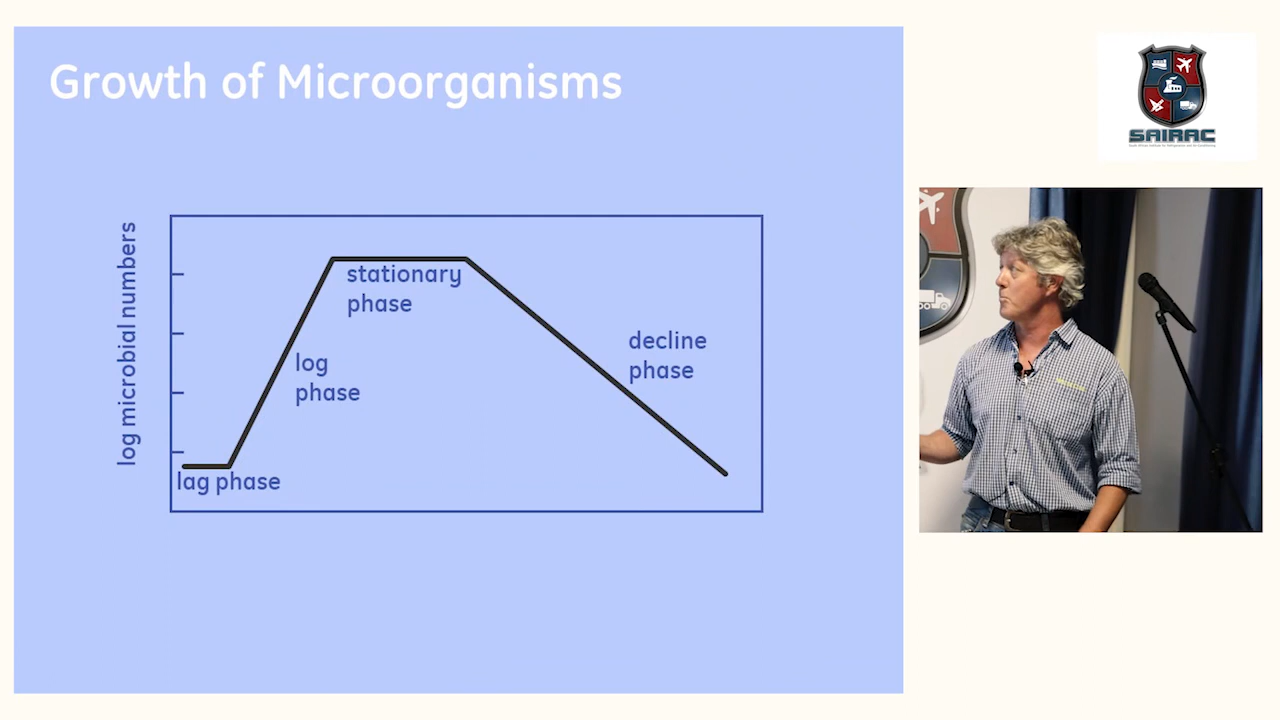 Growth of Microorganisms
log microbial numbers
stationary
phase
log
phase
decline
phase
lag phase
SAIRAC